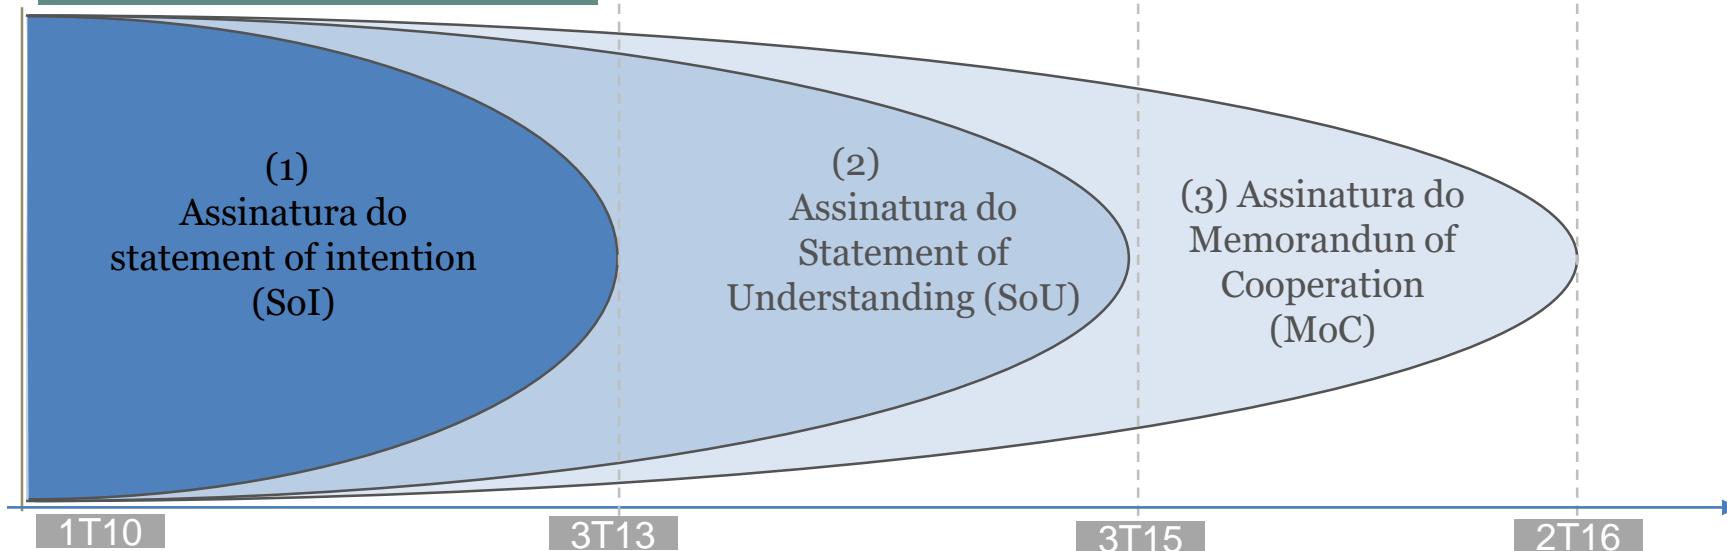 (1)
Assinatura do
statement of intention
(SoI)
(2)
Assinatura do
Statement of
Understanding (SoU)
(3) Assinatura do
Memorandun of
Cooperation
(MoC)
1T10
3T13
3T15
2T16